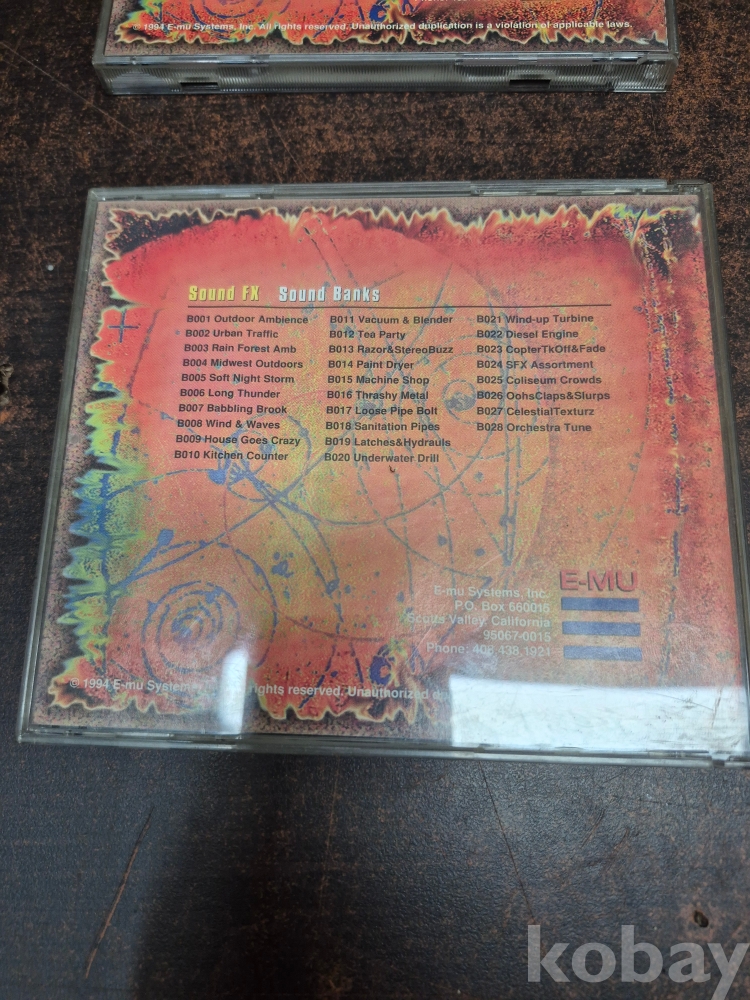 © 1994 E-mu Systems, Inc. All rights reserved. Unauthorized duplication is a violation of applicable laws.
Sound FX Sound Banks
B001 Outdoor Ambience
B002 Urban Traffic
B003 Rain Forest Amb
B004 Midwest Outdoors
B005 Soft Night Storm
B006 Long Thunder
B007 Babbling Brook
B008 Wind & Waves
B009 House Goes Crazy
B010 Kitchen Counter
B011 Vacuum & Blender
B012 Tea Party
B013 Razor&StereoBuzz
B014 Paint Dryer
B015 Machine Shop
B016 Thrashy Metal
B017 Loose Pipe Bolt
B018 Sanitation Pipes
B019 Latches&Hydrauls
B020 Underwater Drill
B021 Wind-up Turbine
B022 Diesel Engine
B023 CopterTkOff&Fade
B024 SFX Assortment
B025 Coliseum Crowds
B026 OohsClaps&Slurps
B027 CelestialTexturz
B028 Orchestra Tune
E-MU
E-mu Systems, Inc.
P.O. Box 660015
Scotts Valley, California
95067-0015
Phone: 408.438.1921
© 1994 E-mu Systems rights reserved. Unauthorized
kobay